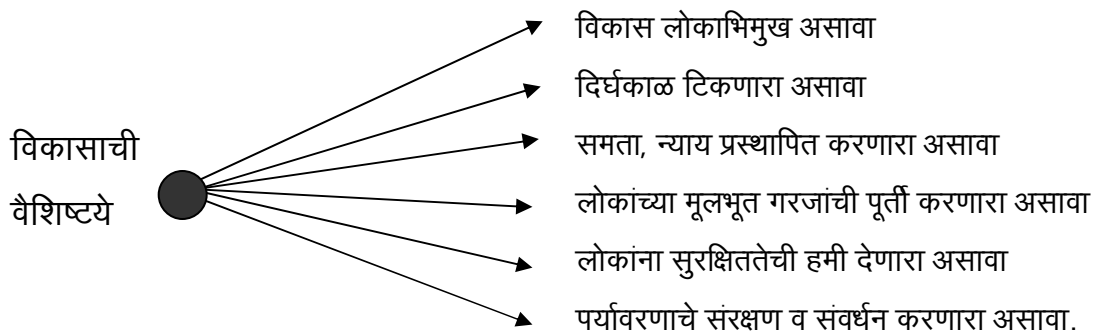 विकासाची
वैशिष्टये
विकास लोकाभिमुख असावा
दिर्घकाळ टिकणारा असावा
समता, न्याय प्रस्थापित करणारा असावा
लोकांच्या मूलभूत गरजांची पूर्ती करणारा असावा
लोकांना सुरक्षिततेची हमी देणारा असावा
पर्यावरणाचे संरक्षण व संवर्धन करणारा असावा.